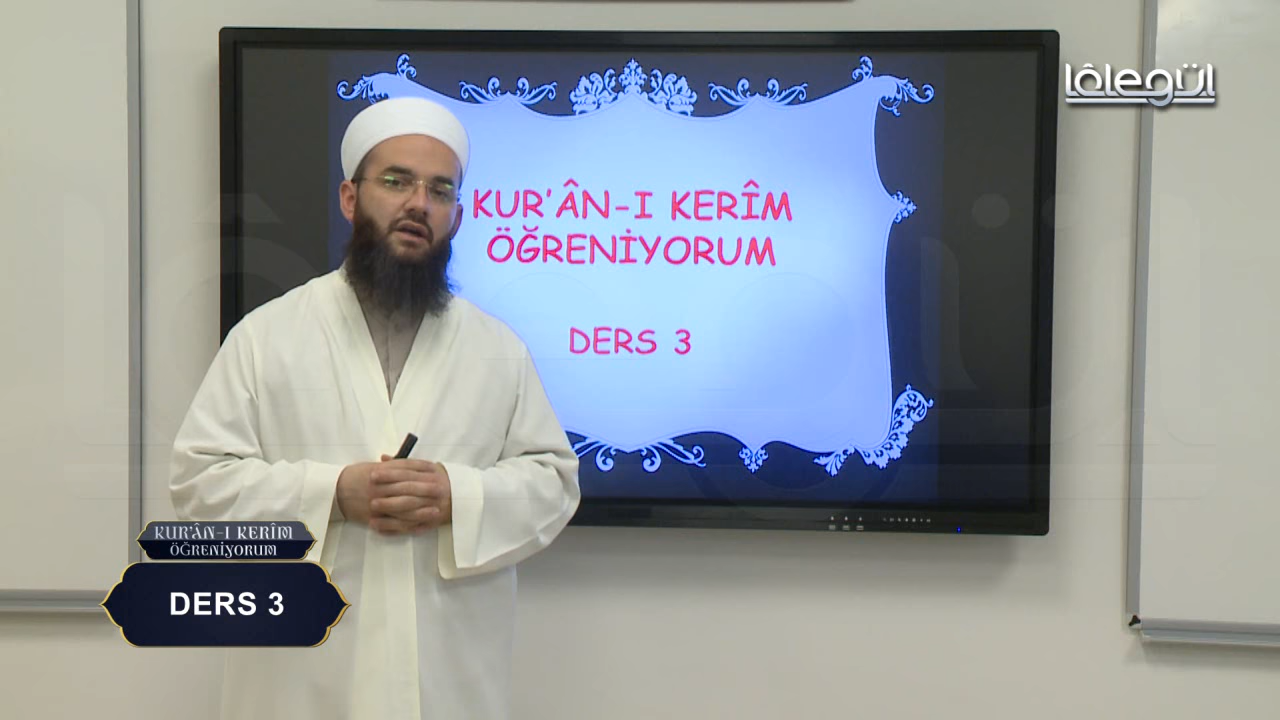 lâlegül
KUR'ÂN-I KERÎM
ÖĞRENİYORUM
DERS 3
KUR'ÂN-I KERÎM
ÖĞRENİYORUM
DERS 3